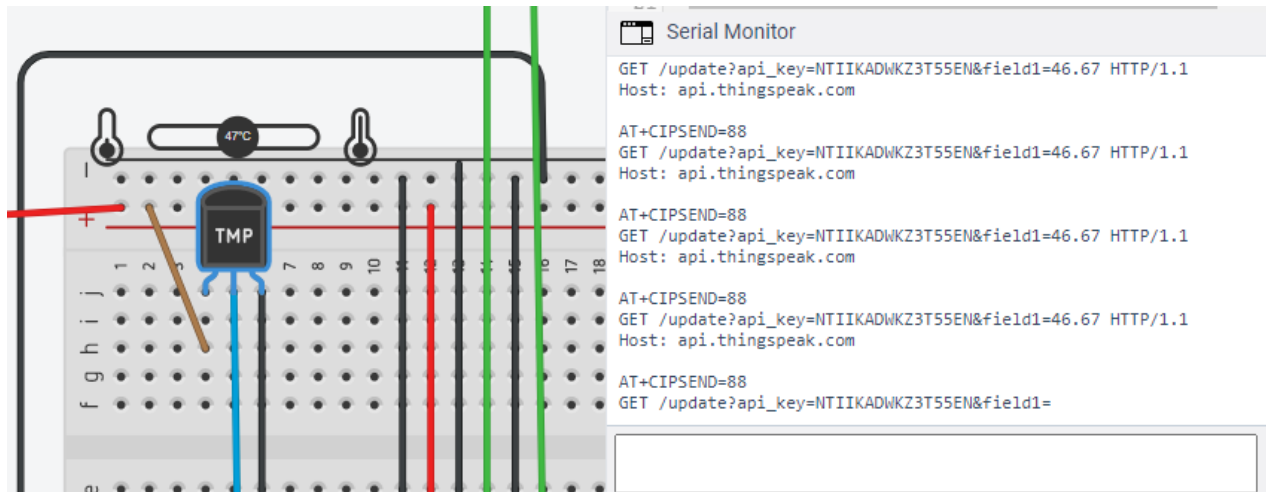 Serial Monitor
GET /update?api_key=NTIIKADWKZ3T55EN&field1=46.67 HTTP/1.1
Host: api.thingspeak.com
AT+CIPSEND=88
GET /update?api_key=NTIIKADWKZ3T55EN&field1=46.67 HTTP/1.1
Host: api.thingspeak.com
AT+CIPSEND=88
GET /update?api_key=NTIIKADWKZ3T55EN&field1=46.67 HTTP/1.1
Host: api.thingspeak.com
AT+CIPSEND=88
GET /update?api_key=NTIIKADWKZ3T55EN&field1=46.67 HTTP/1.1
Host: api.thingspeak.com
AT+CIPSEND=88
GET /update?api_key=NTIIKADWKZ3T55EN&field1=
47°C
TMP
1 2 3 7 8 9 10 11 12 13 14 15 16 17 18
j
i
h
g
f
e